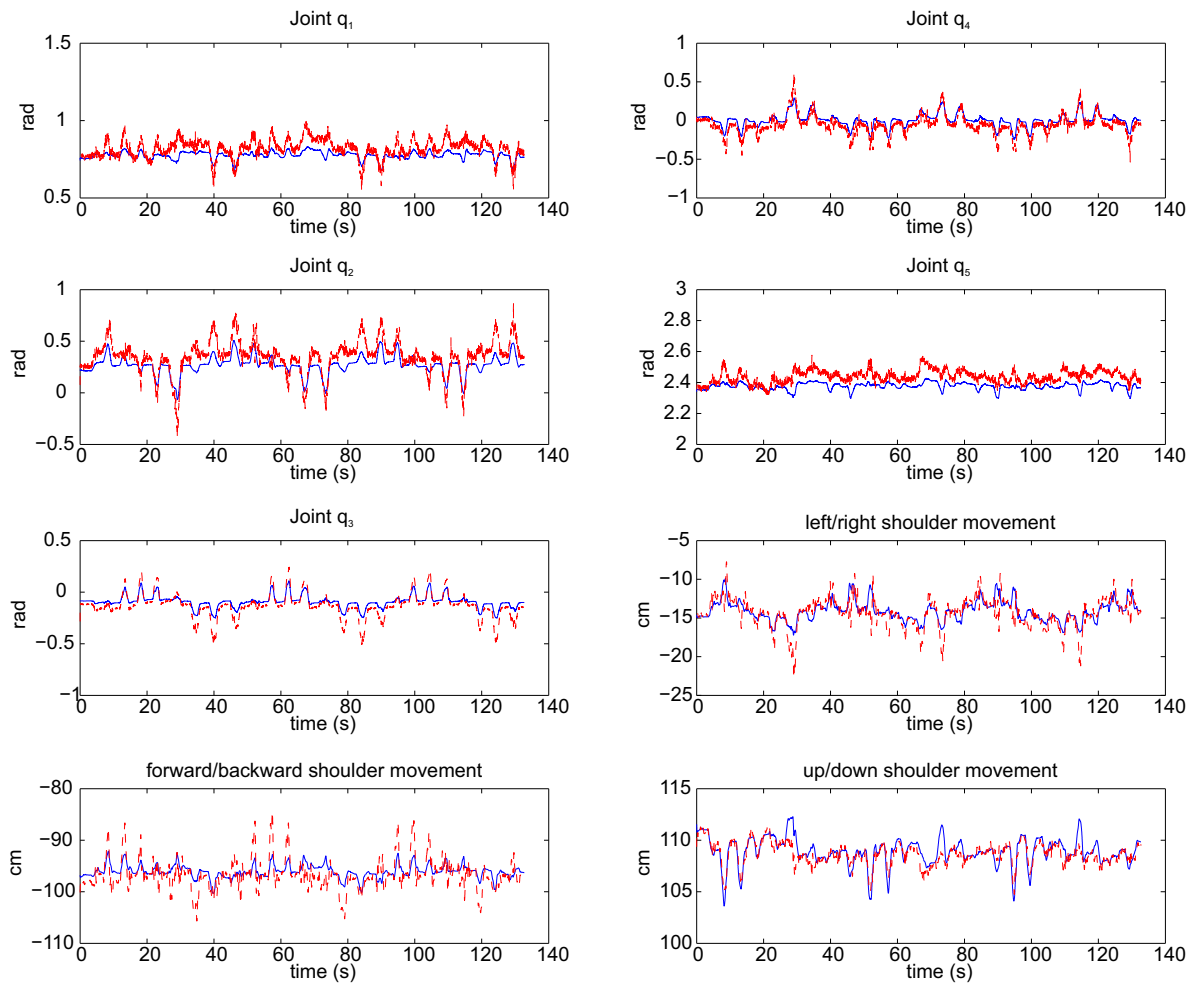 Joint q₁
1.5
1
0.5
rad
0 20 40 60 80 100 120 140
time (s)
Joint q₄
1
0.5
0
−0.5
−1
rad
0 20 40 60 80 100 120 140
time (s)
Joint q₂
1
0.5
0
−0.5
rad
0 20 40 60 80 100 120 140
time (s)
Joint q₅
3
2.8
2.6
2.4
2.2
2
rad
0 20 40 60 80 100 120 140
time (s)
Joint q₃
0.5
0
−0.5
−1
rad
0 20 40 60 80 100 120 140
time (s)
left/right shoulder movement
−5
−10
−15
−20
−25
cm
0 20 40 60 80 100 120 140
time (s)
forward/backward shoulder movement
−80
−90
−100
−110
cm
0 20 40 60 80 100 120 140
time (s)
up/down shoulder movement
115
110
105
100
cm
0 20 40 60 80 100 120 140
time (s)